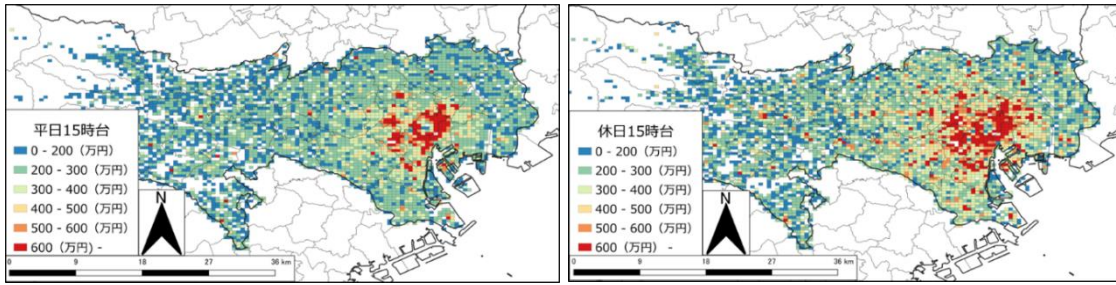 平日15時台
0 - 200（万円）
200 - 300（万円）
300 - 400（万円）
400 - 500（万円）
500 - 600（万円）
600（万円）-
N
0 9 18 27 36 km
休日15時台
0 - 200（万円）
200 - 300（万円）
300 - 400（万円）
400 - 500（万円）
500 - 600（万円）
600（万円）-
N
0 9 18 27 36 km